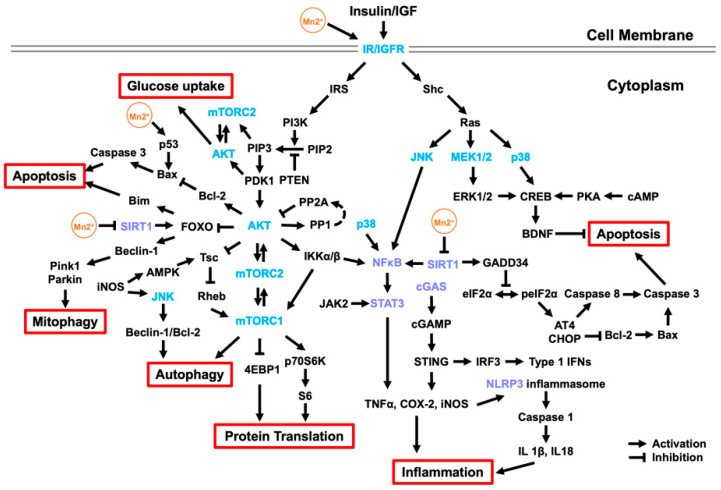 Insulin/IGF
Mn2+
Cell Membrane
IR/IGFR
Cytoplasm
Glucose uptake
IRS
Shc
mTORC2
PI3K
Ras
Mn2+
p53
AKT
PIP3
PIP2
JNK
MEK1/2
p38
Caspase 3
Apoptosis
Bax
PDK1
PTEN
ERK1/2
CREB
PKA
cAMP
Bim
Bcl-2
PP2A
Mn2+
SIRT1
FOXO
AKT
PP1
p38
Mn2+
BDNF
Apoptosis
Beclin-1
Tsc
IKKα/β
NFκB
SIRT1
GADD34
Pink1
Parkin
AMPK
mTORC2
cGAS
iNOS
JNK
Rheb
JAK2
STAT3
eIF2α
peIF2α
Caspase 8
Caspase 3
Mitophagy
mTORC1
cGAMP
AT4
CHOP
Bcl-2
Bax
Beclin-1/Bcl-2
p70S6K
STING
IRF3
Type 1 IFNs
Autophagy
4EBP1
S6
NLRP3 inflammasome
TNFα, COX-2, iNOS
Caspase 1
Protein Translation
IL 1β, IL18
Activation
Inhibition
Inflammation